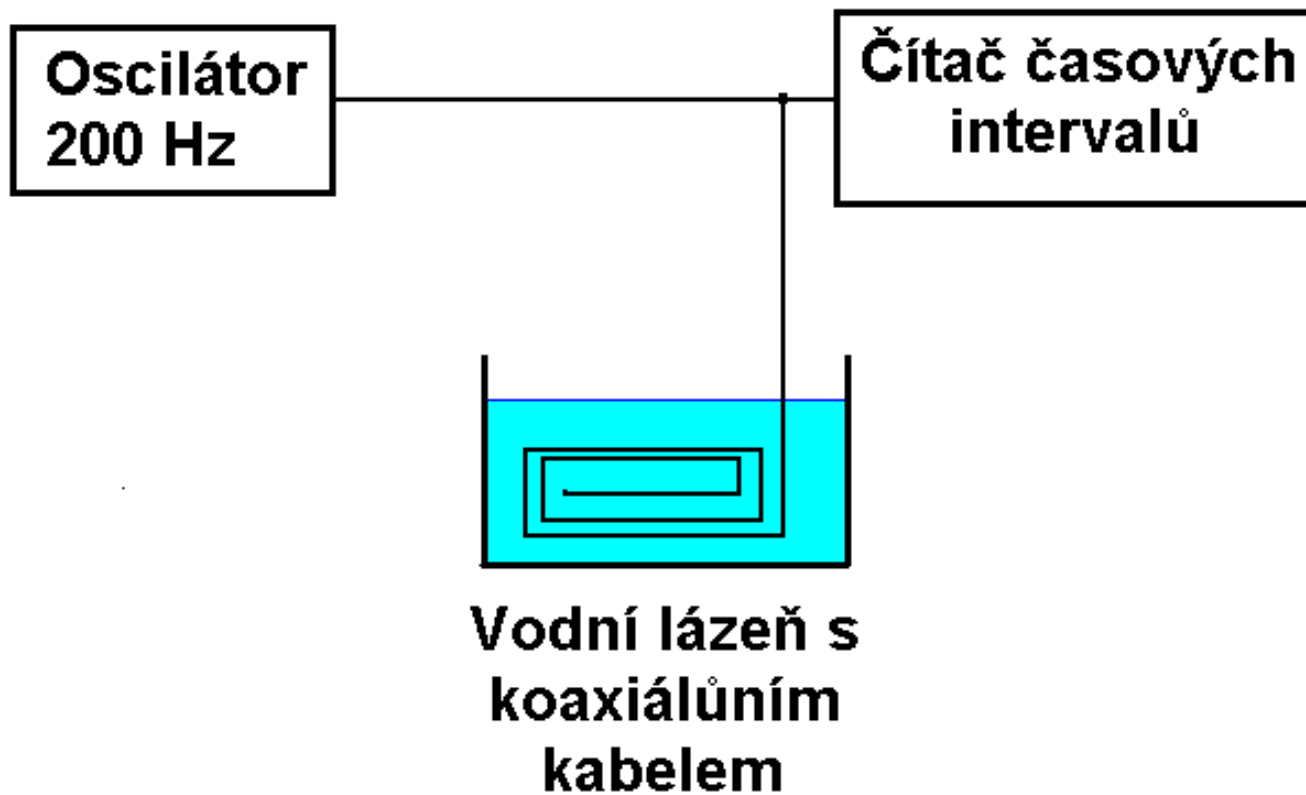 Oscilátor
200 Hz
Čítač časových
intervalů
Vodní lázeň s
koaxiálůním
kabelem